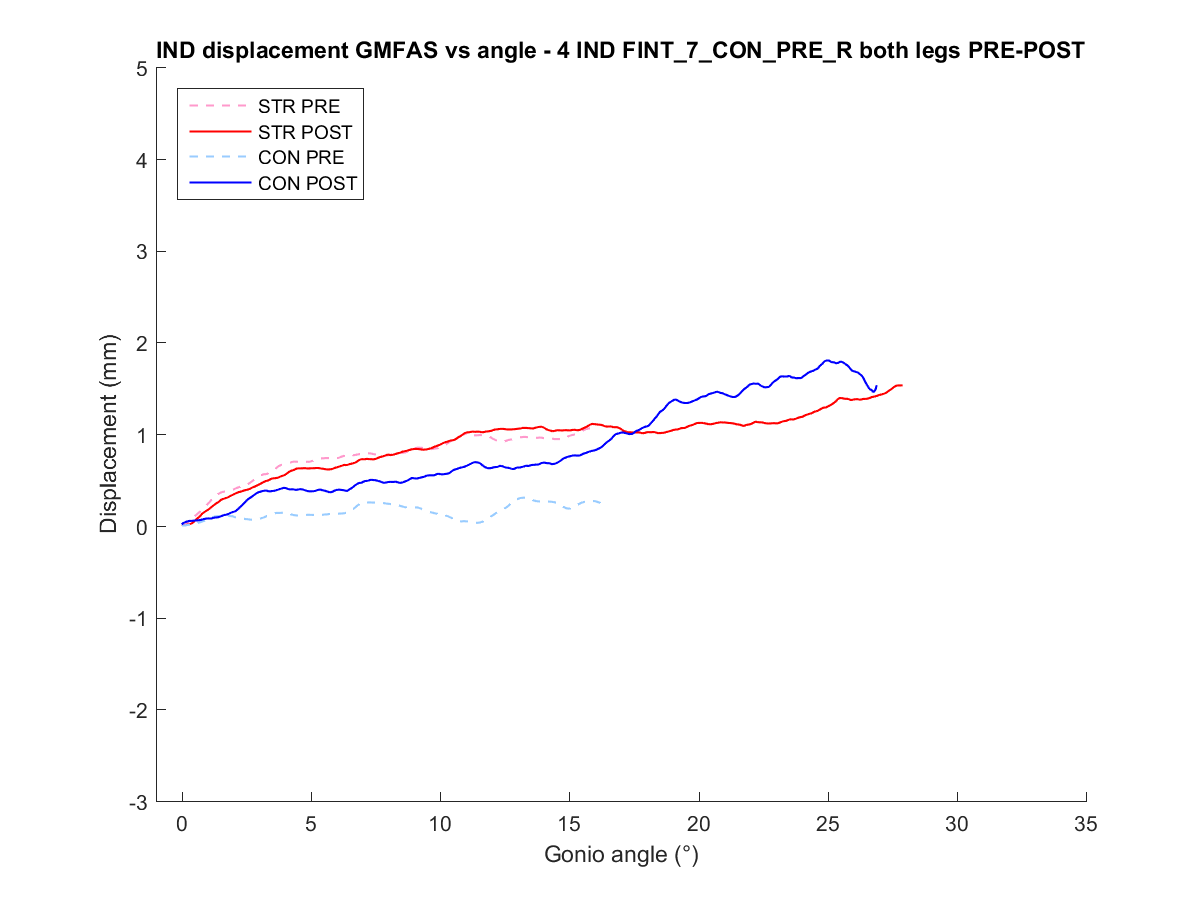 IND displacement GMFAS vs angle - 4 IND FINT_7_CON_PRE_R both legs PRE-POST
5
4
3
2
1
0
-1
-2
-3
STR PRE
STR POST
CON PRE
CON POST
Displacement (mm)
0 5 10 15 20 25 30 35
Gonio angle (°)